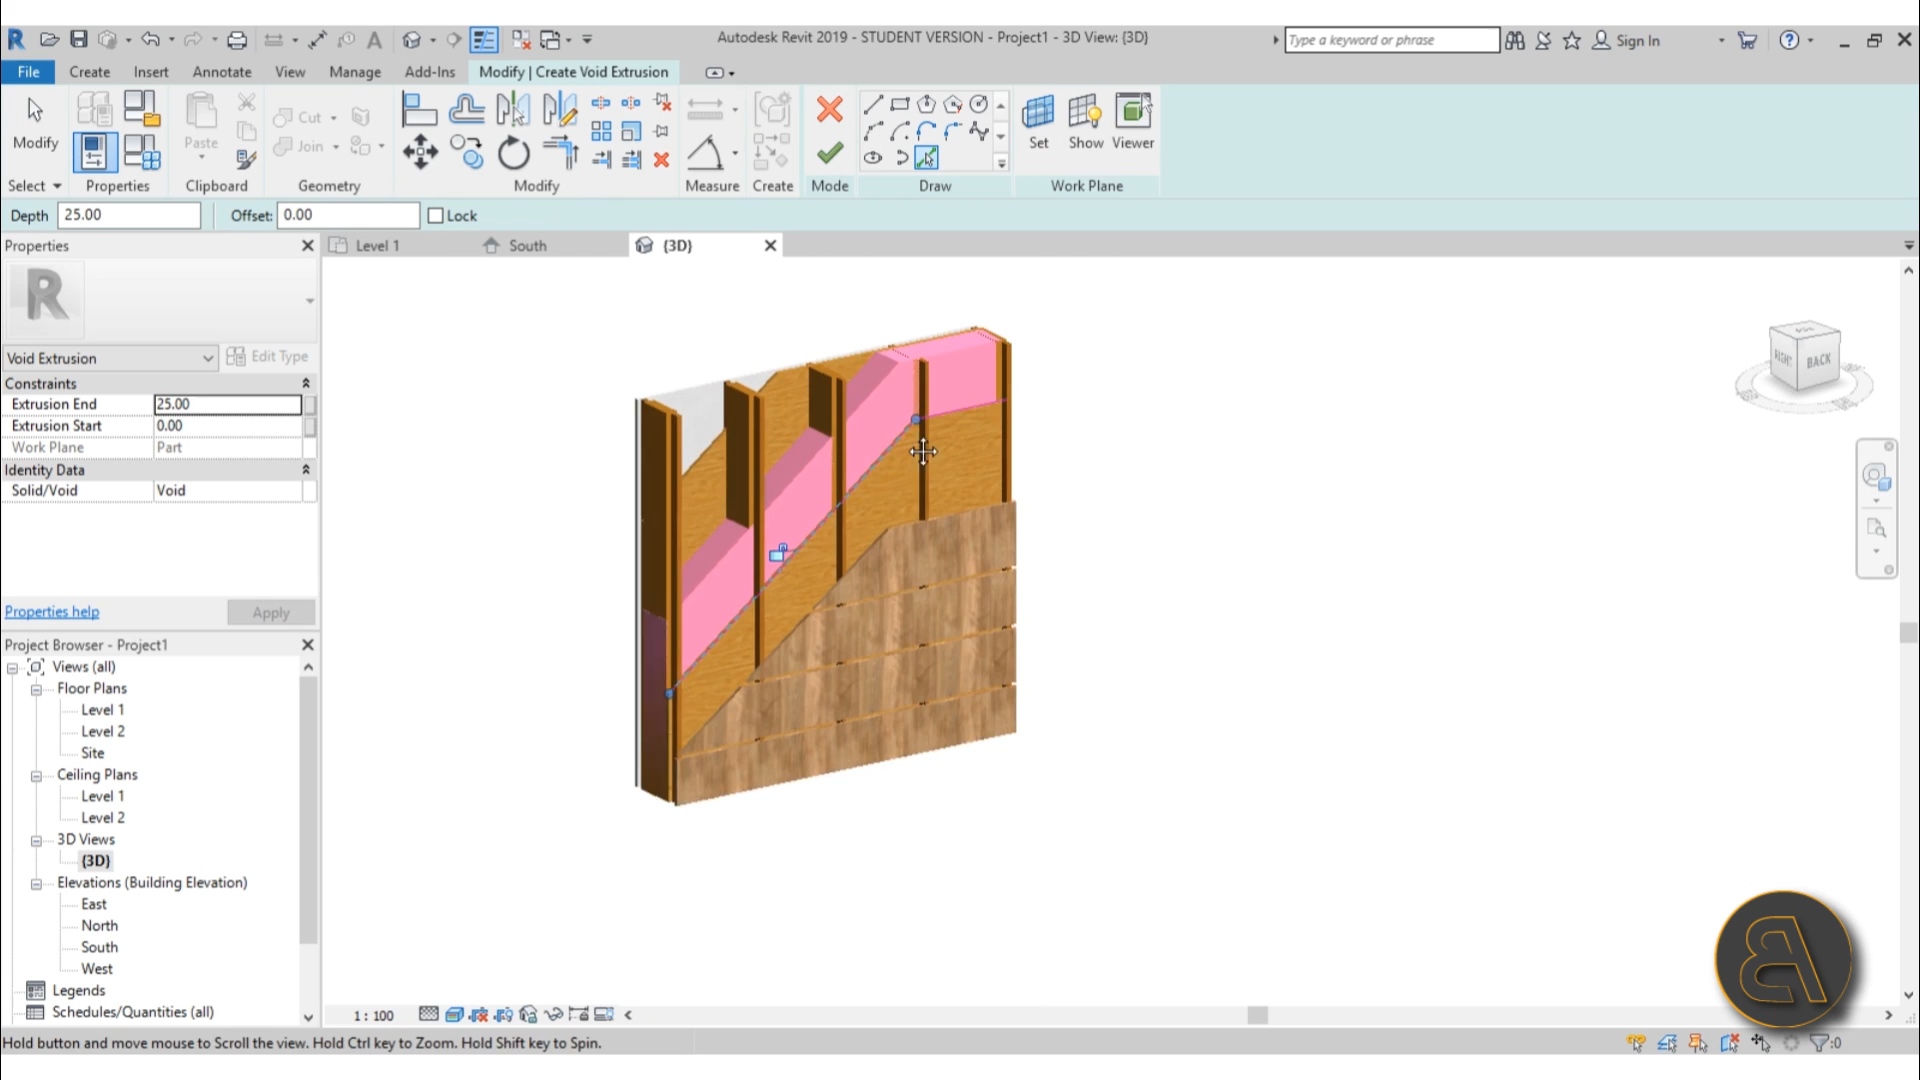 Autodesk Revit 2019 - STUDENT VERSION - Project1 - 3D View: {3D}
Type a keyword or phrase
Sign In
File Create Insert Annotate View Manage Add-Ins Modify | Create Void Extrusion
Modify
Paste
Cut
Join
Set Show Viewer
Select Properties Clipboard Geometry Modify Measure Create Mode Draw Work Plane
Depth 25.00 Offset: 0.00 Lock
Properties
Level 1 South {3D}
R
Void Extrusion Edit Type
Constraints
Extrusion End 25.00
Extrusion Start 0.00
Work Plane Part
Identity Data
Solid/Void Void
Properties help Apply
BACK
Project Browser - Project1
Views (all)
Floor Plans
Level 1
Level 2
Site
Ceiling Plans
Level 1
Level 2
3D Views
{3D}
Elevations (Building Elevation)
East
North
South
West
Legends
Schedules/Quantities (all)
1 : 100
Hold button and move mouse to Scroll the view. Hold Ctrl key to Zoom. Hold Shift key to Spin.
:0